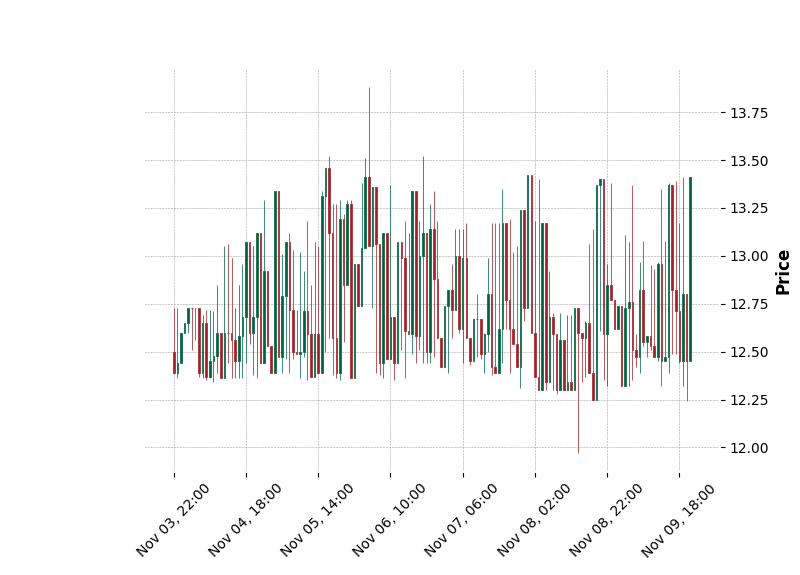 13.75
13.50
13.25
13.00
12.75
12.50
12.25
12.00
Price
Nov 03, 22:00
Nov 04, 18:00
Nov 05, 14:00
Nov 06, 10:00
Nov 07, 06:00
Nov 08, 02:00
Nov 08, 22:00
Nov 09, 18:00